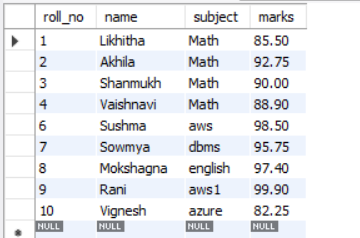 roll_no name subject marks
1 Likhitha Math 85.50
2 Akhila Math 92.75
3 Shanmukh Math 90.00
4 Vaishnavi Math 88.90
6 Sushma aws 98.50
7 Sowmya dbms 95.75
8 Mokshagna english 97.40
9 Rani aws1 99.90
10 Vignesh azure 82.25
NULL NULL NULL NULL